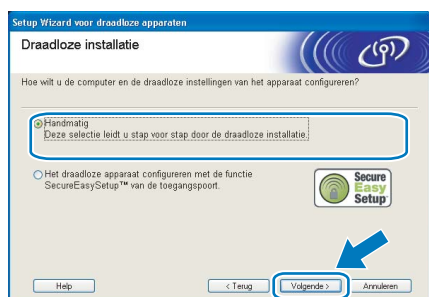 Setup Wizard voor draadloze apparaten
Draadloze installatie
Hoe wilt u de computer en de draadloze instellingen van het apparaat configureren?
Handmatig
Deze selectie leidt u stap voor stap door de draadloze installatie.
Het draadloze apparaat configureren met de functie
SecureEasySetup™ van de toegangspoort.
Secure
Easy
Setup
Help
< Terug
Volgende >
Annuleren